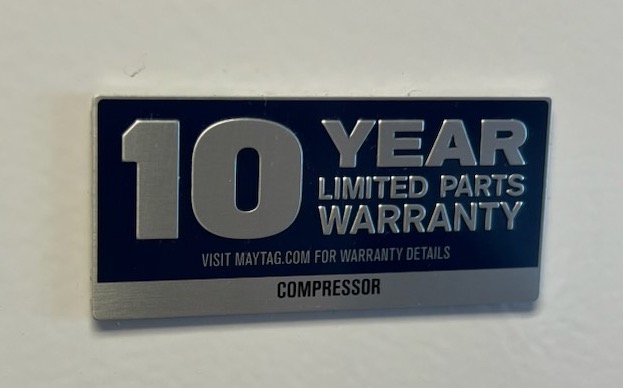 10 YEAR
LIMITED PARTS
WARRANTY
VISIT MAYTAG.COM FOR WARRANTY DETAILS
COMPRESSOR